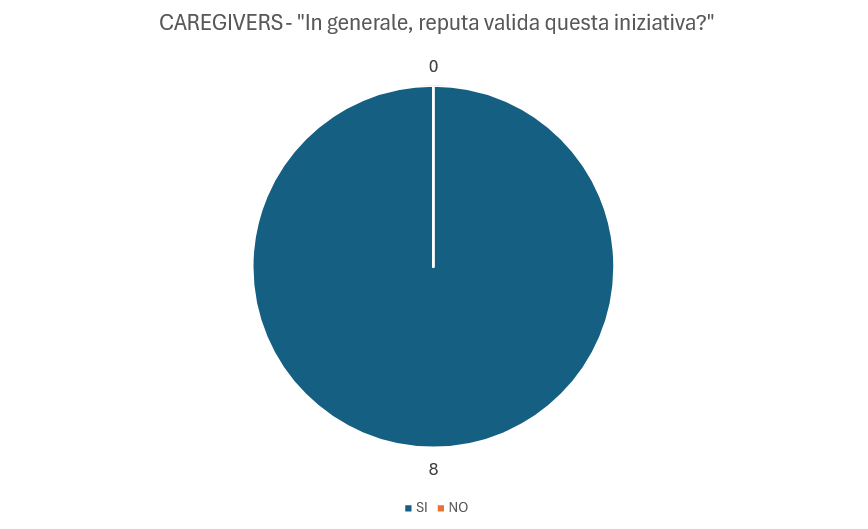 CAREGIVERS- "In generale, reputa valida questa iniziativa?"
0
8
SI NO